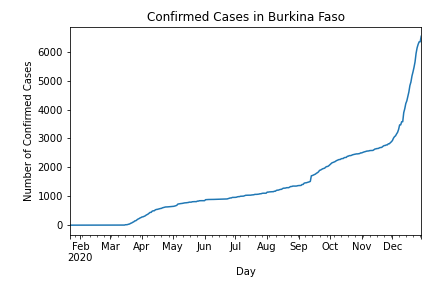 Confirmed Cases in Burkina Faso
Number of Confirmed Cases
6000
5000
4000
3000
2000
1000
0
Feb Mar Apr May Jun Jul Aug Sep Oct Nov Dec
2020
Day